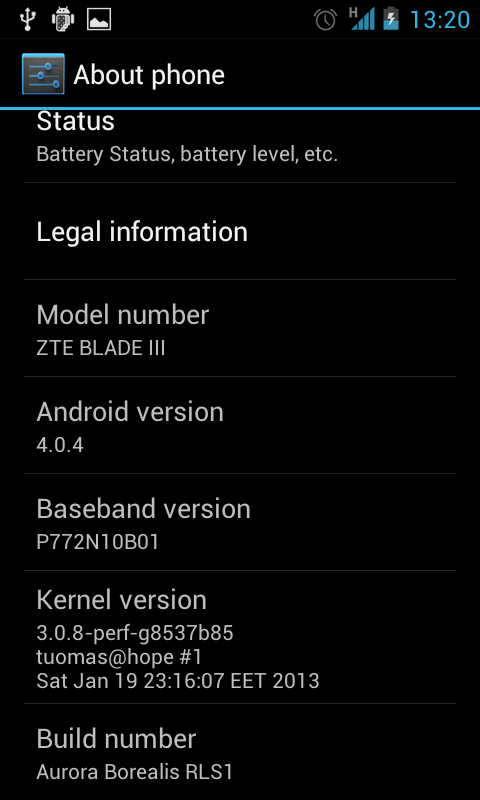 H 13:20
About phone
Status
Battery Status, battery level, etc.
Legal information
Model number
ZTE BLADE III
Android version
4.0.4
Baseband version
P772N10B01
Kernel version
3.0.8-perf-g8537b85
tuomas@hope #1
Sat Jan 19 23:16:07 EET 2013
Build number
Aurora Borealis RLS1